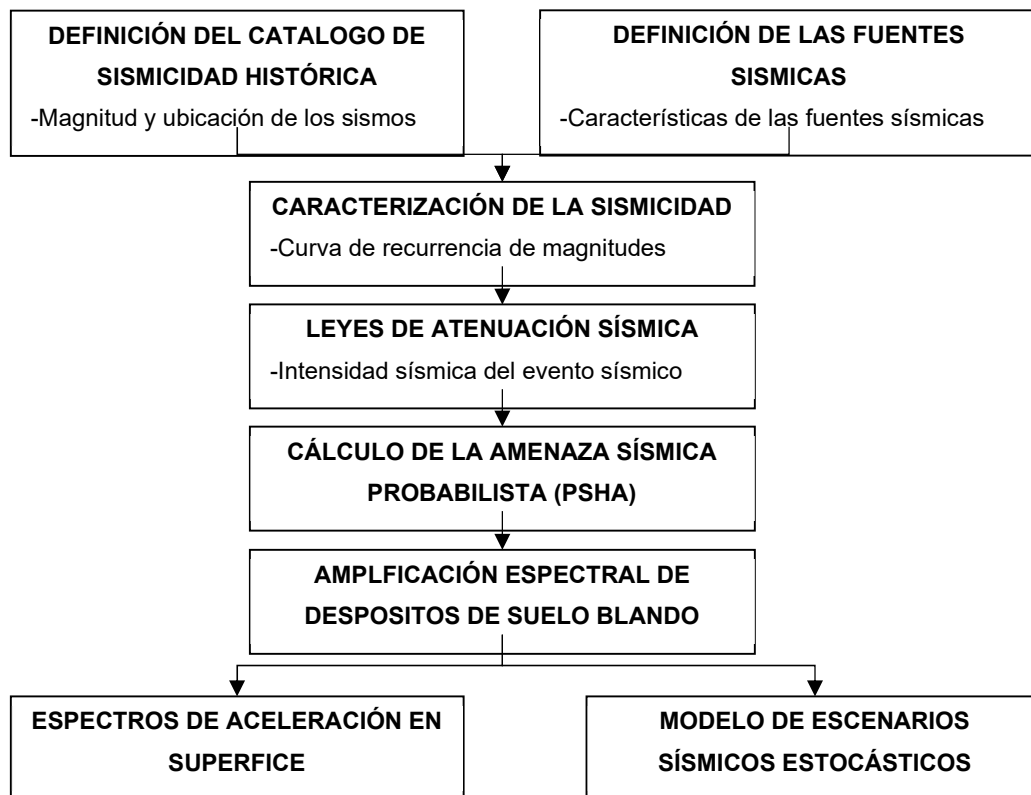 DEFINICIÓN DEL CATALOGO DE
SISMICIDAD HISTÓRICA
-Magnitud y ubicación de los sismos
DEFINICIÓN DE LAS FUENTES
SISMICAS
-Características de las fuentes sísmicas
CARACTERIZACIÓN DE LA SISMICIDAD
-Curva de recurrencia de magnitudes
LEYES DE ATENUACIÓN SÍSMICA
-Intensidad sísmica del evento sísmico
CÁLCULO DE LA AMENAZA SÍSMICA
PROBABILISTA (PSHA)
AMPLFICACIÓN ESPECTRAL DE
DESPOSITOS DE SUELO BLANDO
ESPECTROS DE ACELERACIÓN EN
SUPERFICE
MODELO DE ESCENARIOS
SÍSMICOS ESTOCÁSTICOS